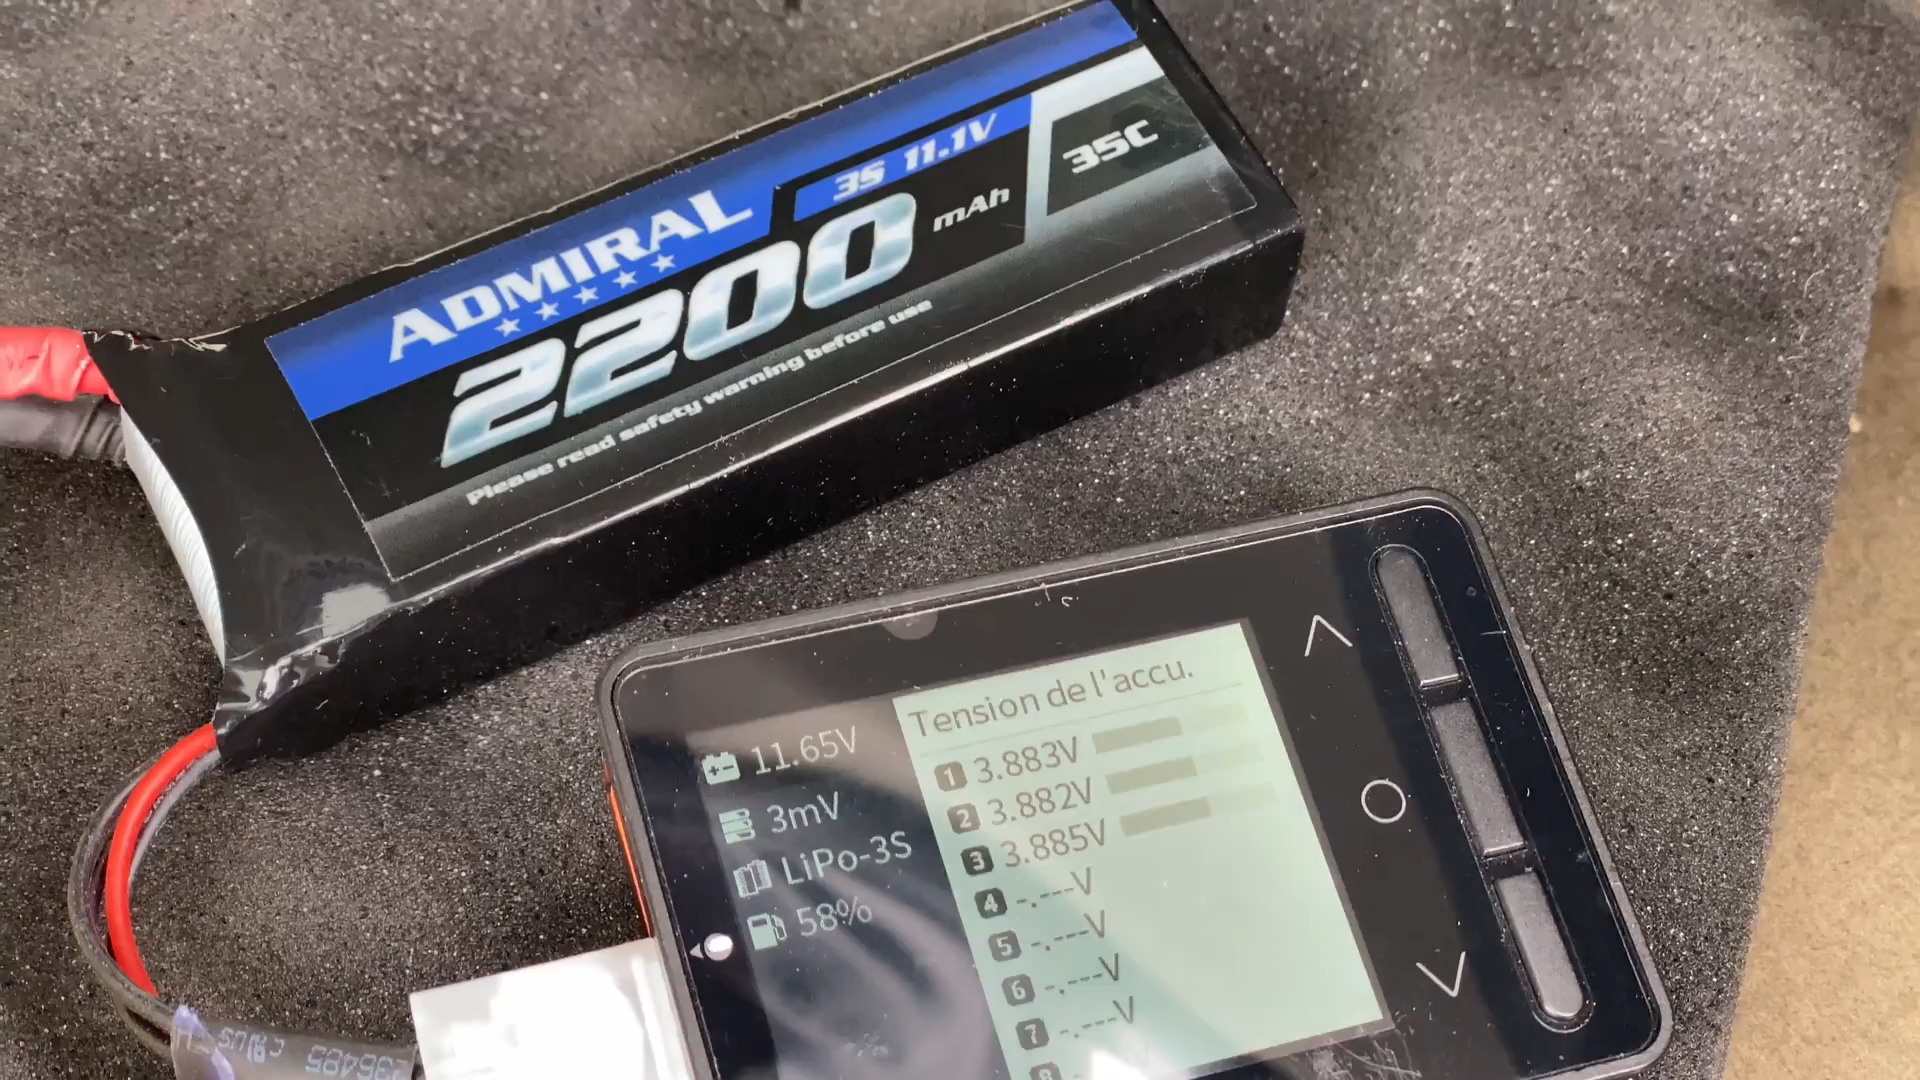 ADMIRAL
3S 11.1V
35C
2200 mAh
Please read safety warning before use
Tension de l'accu.
11.65V
3mV
LiPo-3S
58%
1 3.883V
2 3.882V
3 3.885V
4 -.---V
5 -.---V
6 -.---V
7 -.---V
8